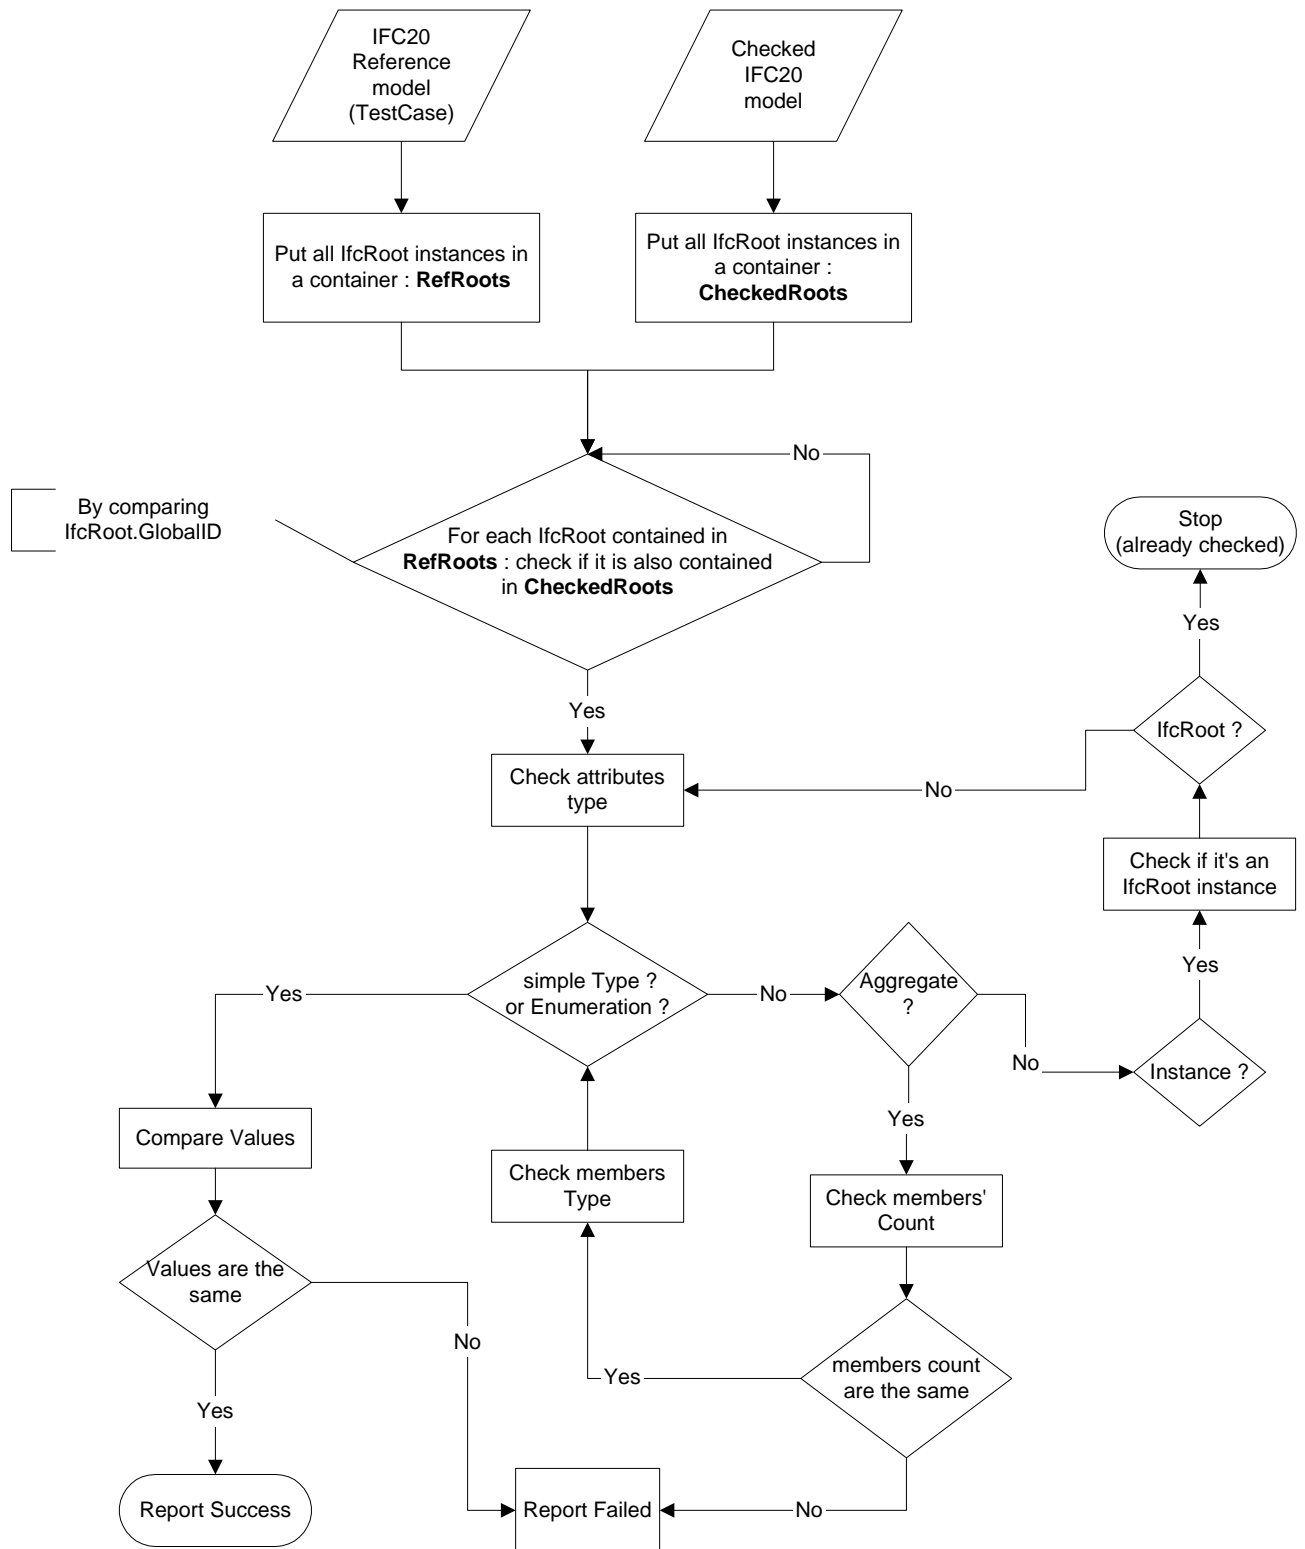 IFC20
Reference
model
(TestCase)
Checked
IFC20
model
Put all IfcRoot instances in
a container : RefRoots
Put all IfcRoot instances in
a container :
CheckedRoots
No
By comparing
IfcRoot.GlobalID
For each IfcRoot contained in
RefRoots : check if it is also contained
in CheckedRoots
Stop
(already checked)
Yes
Yes
IfcRoot ?
Check attributes
type
No
Check if it's an
IfcRoot instance
Yes
simple Type ?
or Enumeration ?
Yes
No
Aggregate
?
No
Instance ?
Yes
Compare Values
Check members
Type
Check members'
Count
Values are the
same
No
Yes
members count
are the same
Yes
Report Success
Report Failed
No